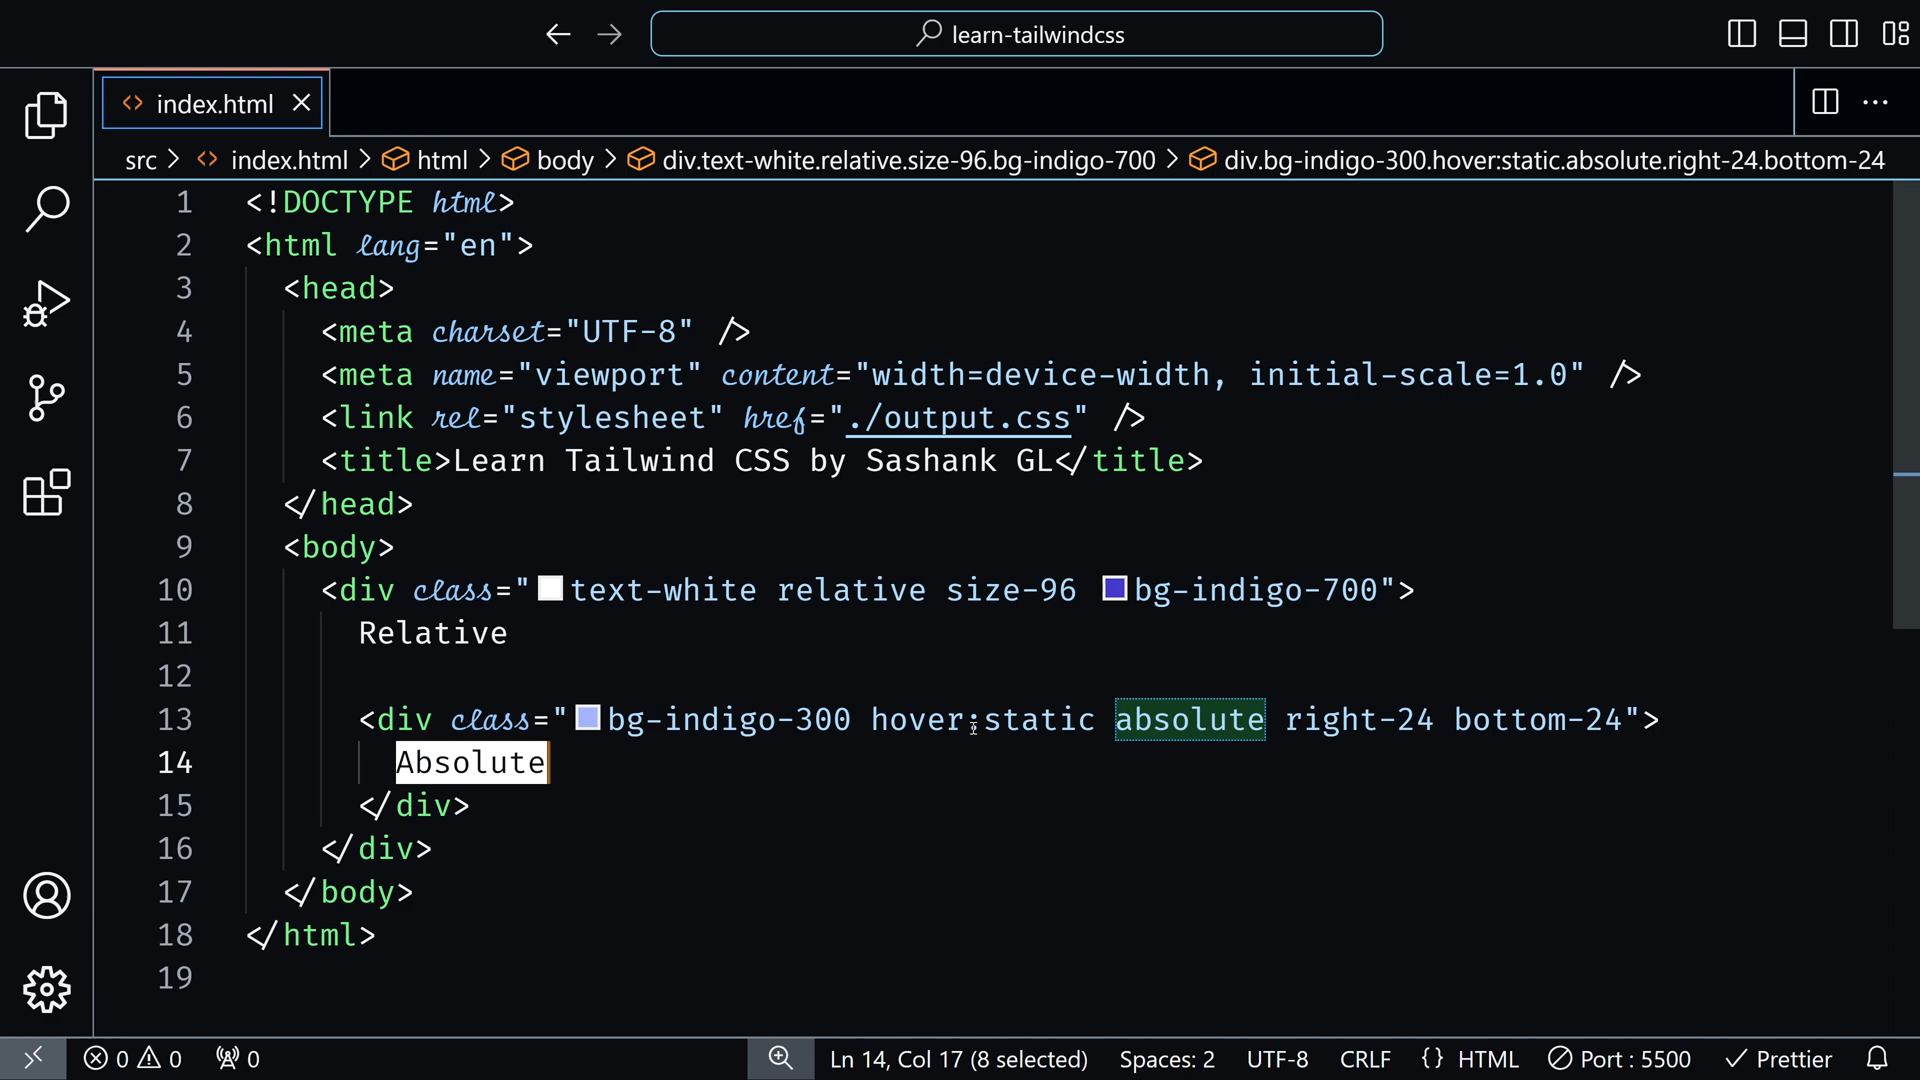 learn-tailwindcss
index.html
src > index.html > html > body > div.text-white.relative.size-96.bg-indigo-700 > div.bg-indigo-300.hover:static.absolute.right-24.bottom-24
1 <!DOCTYPE html>
2 <html lang="en">
3 <head>
4 <meta charset="UTF-8" />
5 <meta name="viewport" content="width=device-width, initial-scale=1.0" />
6 <link rel="stylesheet" href="./output.css" />
7 <title>Learn Tailwind CSS by Sashank GL</title>
8 </head>
9 <body>
10 <div class="text-white relative size-96 bg-indigo-700">
11 Relative
12
13 <div class="bg-indigo-300 hover:static absolute right-24 bottom-24">
14 Absolute
15 </div>
16 </div>
17 </body>
18 </html>
19
0 0 0 Ln 14, Col 17 (8 selected) Spaces: 2 UTF-8 CRLF {} HTML Port : 5500 Prettier